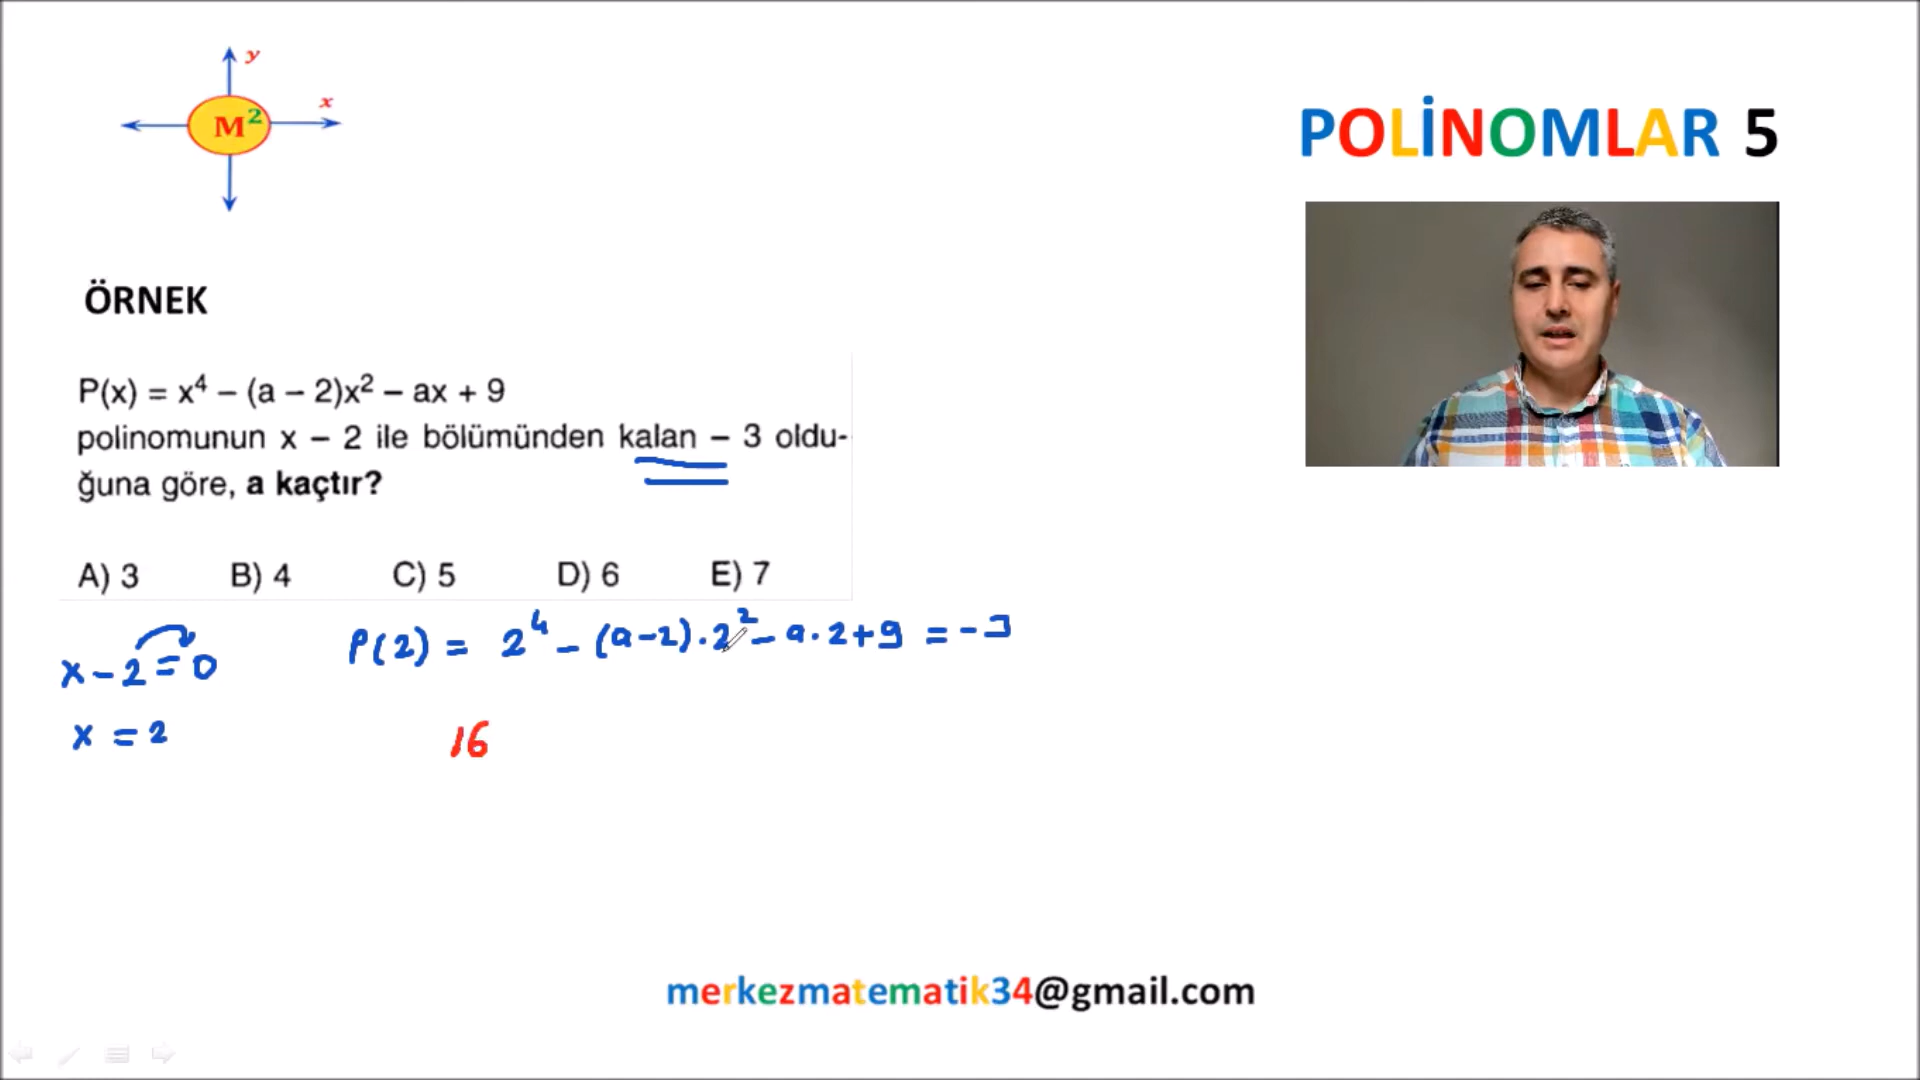 y
x
M²
POLİNOMLAR 5
ÖRNEK
P(x) = x⁴ – (a – 2)x² – ax + 9
polinomunun x – 2 ile bölümünden kalan – 3 oldu-
ğuna göre, a kaçtır?
A) 3 B) 4 C) 5 D) 6 E) 7
x – 2 = 0
x = 2
P(2) = 2⁴ – (a – 2) . 2² – a . 2 + 9 = – 3
16
merkezmatematik34@gmail.com